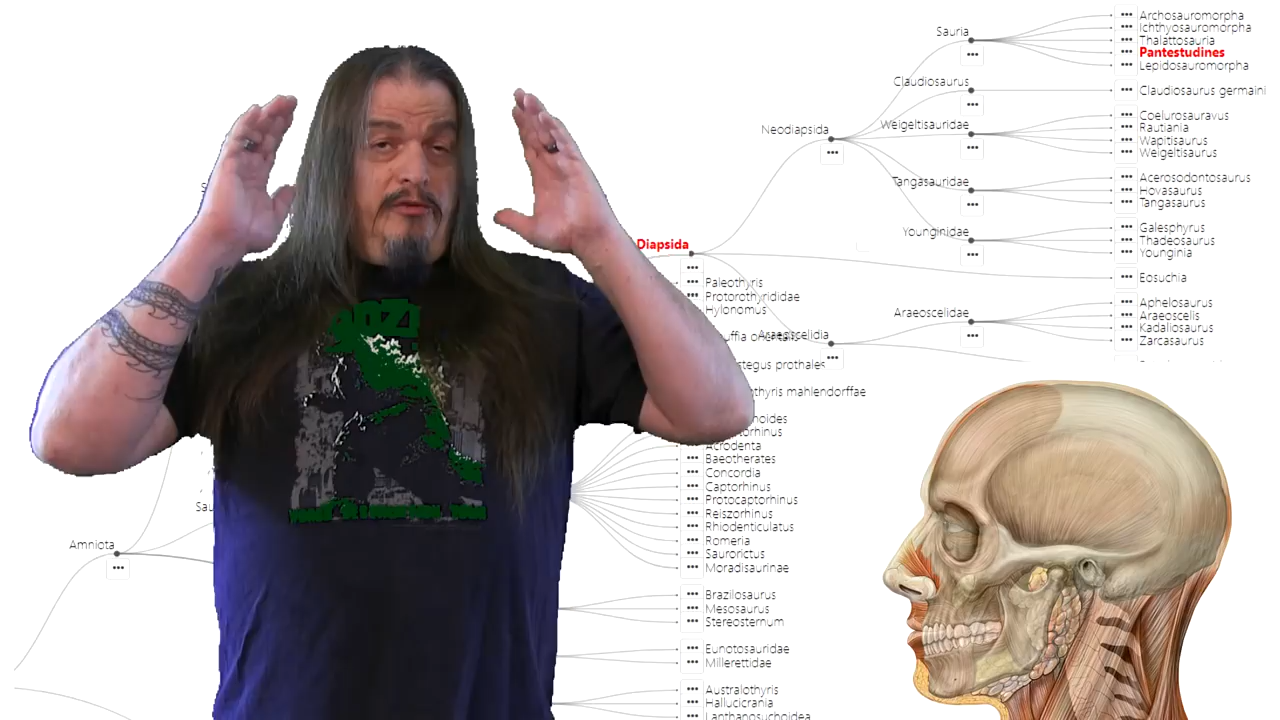 Archosauromorpha
Ichthyosauromorpha
Sauria
Thalattosauria
Pantestudines
Lepidosauromorpha
Claudiosaurus
Claudiosaurus germaini
Neodiapsida
Weigeltisauridae
Coelurosauravus
Rautiania
Wapitisaurus
Weigeltisaurus
Tangasauridae
Acerosodontosaurus
Hovasaurus
Tangasaurus
Younginidae
Galesphyrus
Thadeosaurus
Younginia
Diapsida
Eosuchia
Paleothyris
Protorothyrididae
Hylonomus
Araeoscelidae
Aphelosaurus
Araeoscelis
Kadaliosaurus
Zarcasaurus
Araeoscelidia
Acrodenta
Baeotherates
Concordia
Captorhinus
Protocaptorhinus
Reiszorhinus
Rhiodenticulatus
Romeria
Saurorictus
Moradisaurinae
Amniota
Brazilosaurus
Mesosaurus
Stereosternum
Eunotosauridae
Millerettidae
Australothyris
Hallucicrania
Lanthanosuchoidea